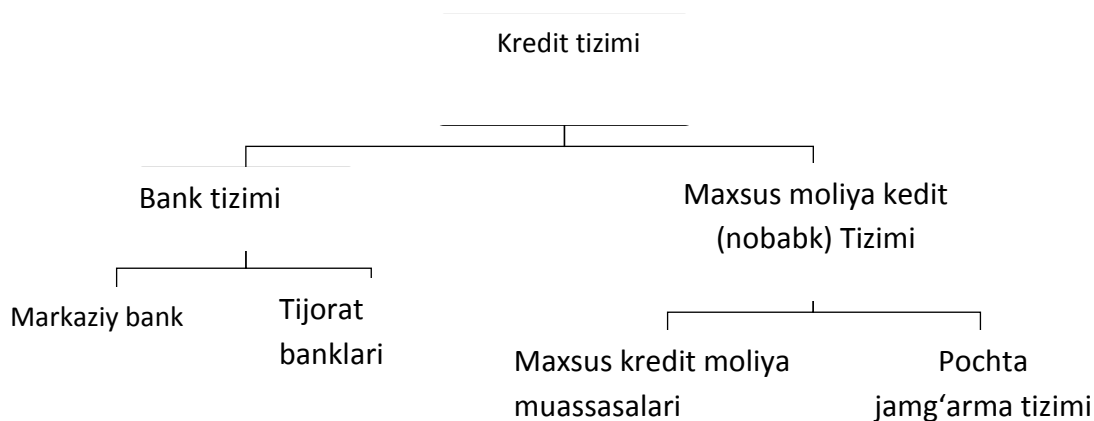 Kredit tizimi
Bank tizimi
Maxsus moliya kedit
(nobabk) Tizimi
Markaziy bank
Tijorat
banklari
Maxsus kredit moliya
muassasalari
Pochta
jamg‘arma tizimi